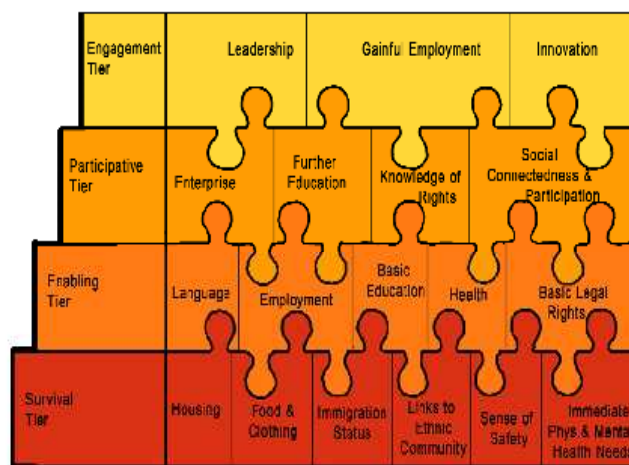 Engagement
Tier
Leadership
Gainful Employment
Innovation
Participative
Tier
Enterprise
Further
Education
Knowledge of
Rights
Social
Connectedness &
Participation
Enabling
Tier
Language
Employment
Basic
Education
Health
Basic Legal
Rights
Survival
Tier
Housing
Food &
Clothing
Immigration
Status
Links to
Ethnic
Community
Sense of
Safety
Immediate
Phys & Mental
Health Needs